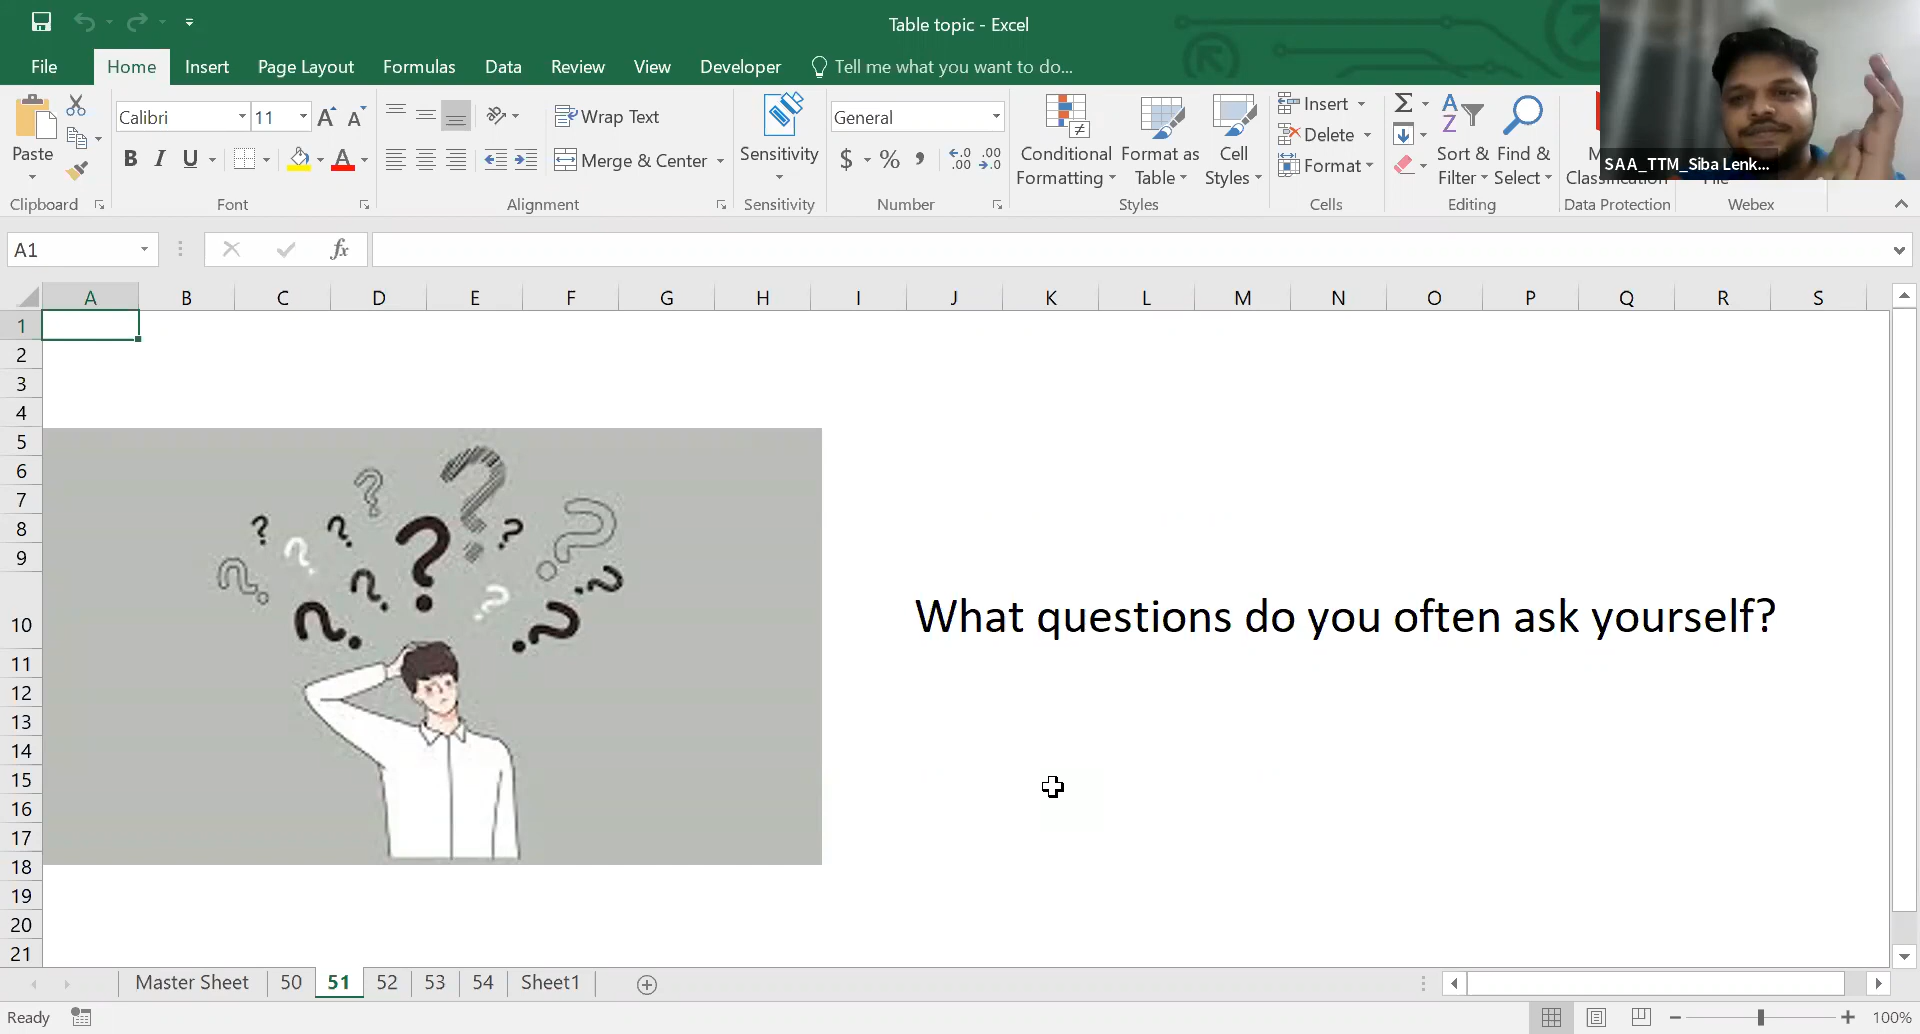 Table topic - Excel
File Home Insert Page Layout Formulas Data Review View Developer Tell me what you want to do...
Calibri 11 Wrap Text General Insert
Delete
Paste B I U Merge & Center Sensitivity $ % , Conditional Formatting Format as Table Cell Styles Format Sort & Filter Find & Select
SAA_TTM_Siba Lenk...
Clipboard Font Alignment Sensitivity Number Styles Cells Editing Data Protection Webex
A1 fx
A B C D E F G H I J K L M N O P Q R S
1
2
3
4
5
6
7
8
9
10
11
12
13
14
15
16
17
18
19
20
21
What questions do you often ask yourself?
Master Sheet 50 51 52 53 54 Sheet1
Ready 100%